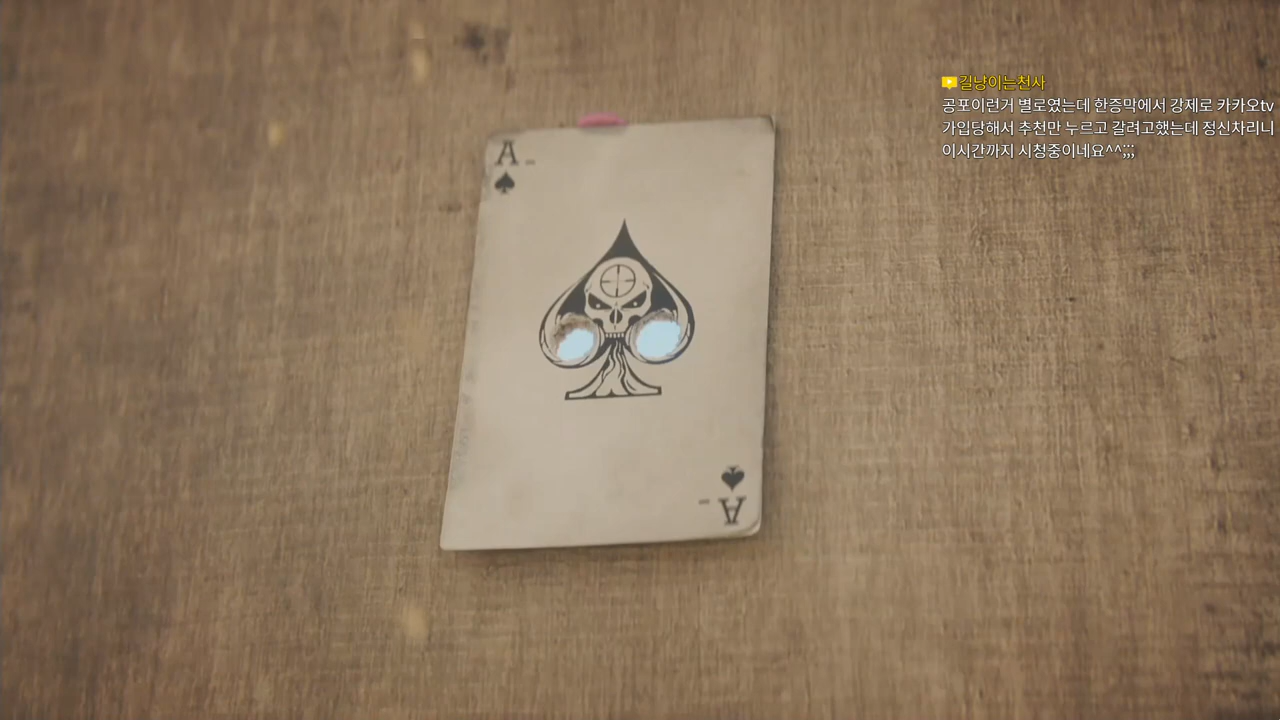 길냥이는천사
공포이런거 별로였는데 한증막에서 강제로 카카오tv
가입당해서 추천만 누르고 갈려고했는데 정신차리니
이시간까지 시청중이네요^^;;;
A
A